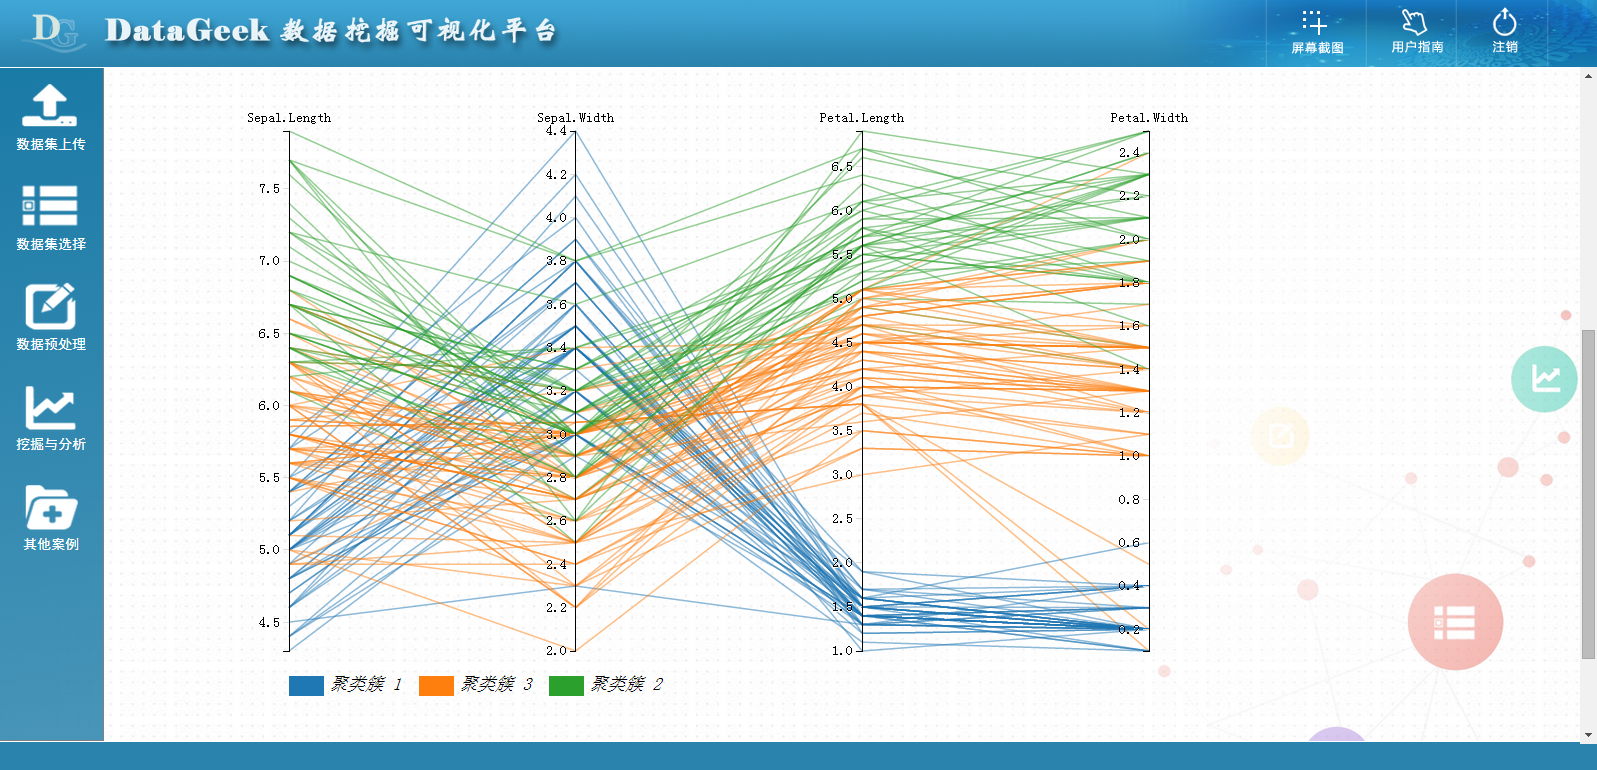 DG DataGeek 数据挖掘可视化平台
屏幕截图
用户指南
注销
数据集上传
数据集选择
数据预处理
挖掘与分析
其他案例
Sepal.Length
7.5
7.0
6.5
6.0
5.5
5.0
4.5
Sepal.Width
4.4
4.2
4.0
3.8
3.6
3.4
3.2
3.0
2.8
2.6
2.4
2.2
2.0
Petal.Length
6.5
6.0
5.5
5.0
4.5
4.0
3.5
3.0
2.5
2.0
1.5
1.0
Petal.Width
2.4
2.2
2.0
1.8
1.6
1.4
1.2
1.0
0.8
0.6
0.4
0.2
聚类簇 1
聚类簇 3
聚类簇 2